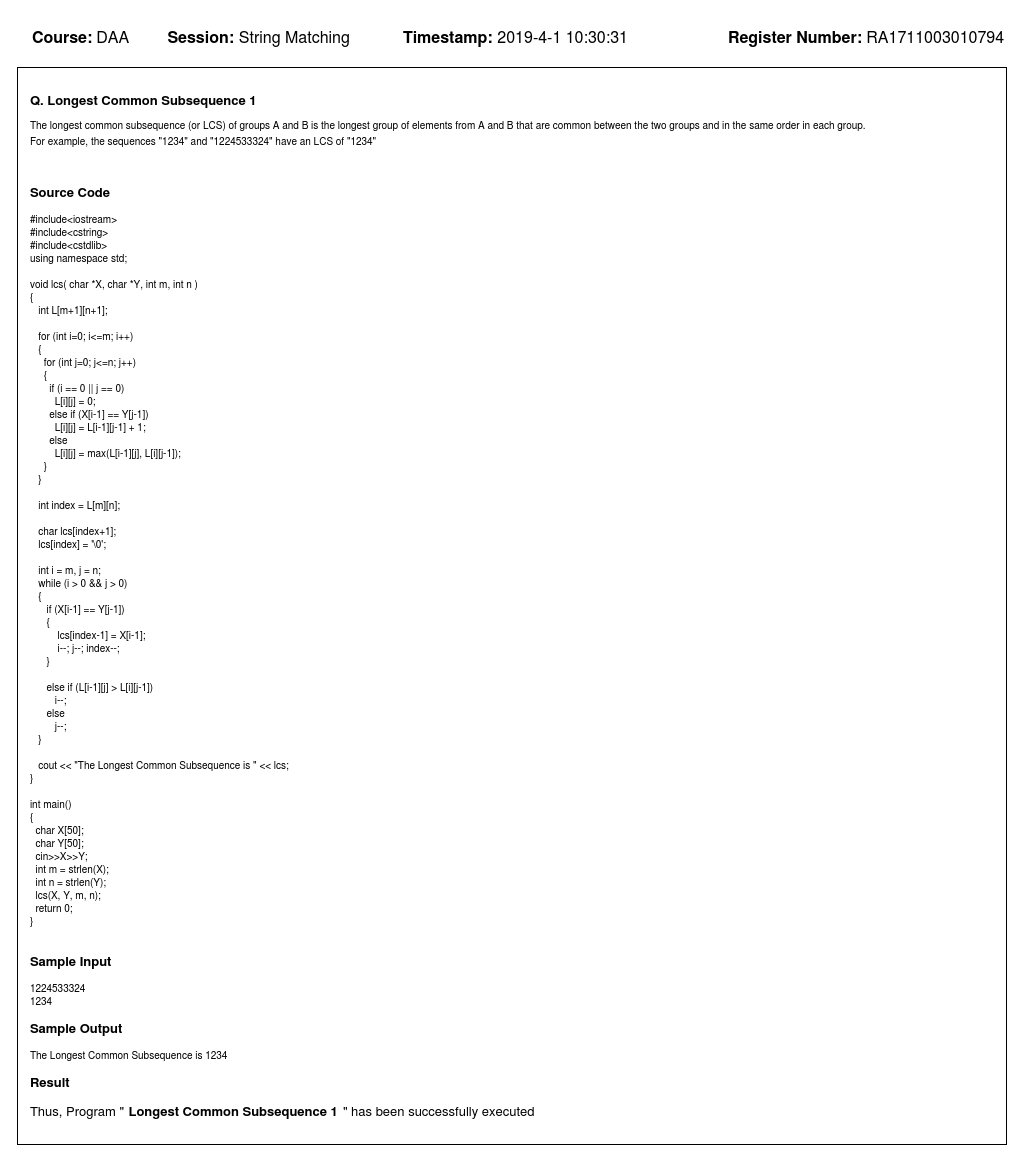 Course: DAA Session: String Matching Timestamp: 2019-4-1 10:30:31 Register Number: RA1711003010794
Q. Longest Common Subsequence 1
The longest common subsequence (or LCS) of groups A and B is the longest group of elements from A and B that are common between the two groups and in the same order in each group.
For example, the sequences "1234" and "1224533324" have an LCS of "1234"
Source Code
#include<iostream>
#include<cstring>
#include<cstdlib>
using namespace std;
void lcs( char *X, char *Y, int m, int n )
{
int L[m+1][n+1];
for (int i=0; i<=m; i++)
{
for (int j=0; j<=n; j++)
{
if (i == 0 || j == 0)
L[i][j] = 0;
else if (X[i-1] == Y[j-1])
L[i][j] = L[i-1][j-1] + 1;
else
L[i][j] = max(L[i-1][j], L[i][j-1]);
}
}
int index = L[m][n];
char lcs[index+1];
lcs[index] = '\0';
int i = m, j = n;
while (i > 0 && j > 0)
{
if (X[i-1] == Y[j-1])
{
lcs[index-1] = X[i-1];
i--; j--; index--;
}
else if (L[i-1][j] > L[i][j-1])
i--;
else
j--;
}
cout << "The Longest Common Subsequence is " << lcs;
}
int main()
{
char X[50];
char Y[50];
cin>>X>>Y;
int m = strlen(X);
int n = strlen(Y);
lcs(X, Y, m, n);
return 0;
}
Sample Input
1224533324
1234
Sample Output
The Longest Common Subsequence is 1234
Result
Thus, Program " Longest Common Subsequence 1 " has been successfully executed